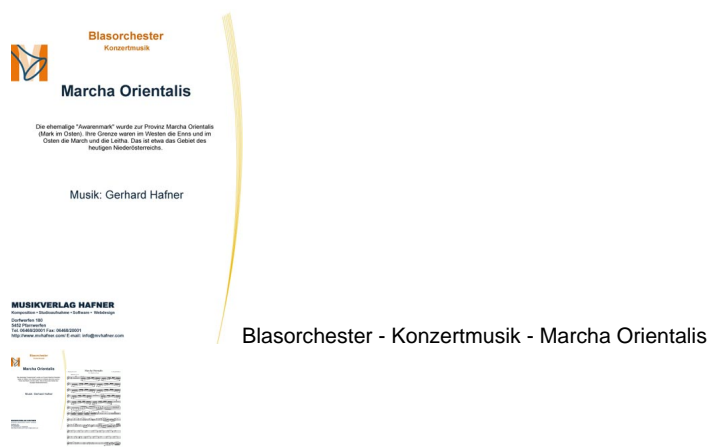 Blasorchester
Konzertmusik
Marcha Orientalis
Die ehemalige "Awarenmark" wurde zur Provinz Marcha Orientalis
(Mark im Osten). Ihre Grenze waren im Westen die Enns und im
Osten die March und die Leitha. Das ist etwa das Gebiet des
heutigen Niederösterreichs.
Musik: Gerhard Hafner
MUSIKVERLAG HAFNER
Komposition • Studioaufnahme • Software • Webdesign
Dorfwerfen 180
5452 Pfarrwerfen
Tel. 06468/20001 Fax: 06468/20001
http://www.mvhafner.com/ E-mail: info@mvhafner.com
Blasorchester - Konzertmusik - Marcha Orientalis
Blasorchester
Marcha Orientalis
Musik: Gerhard Hafner
MUSIKVERLAG HAFNER
Marcha Orientalis